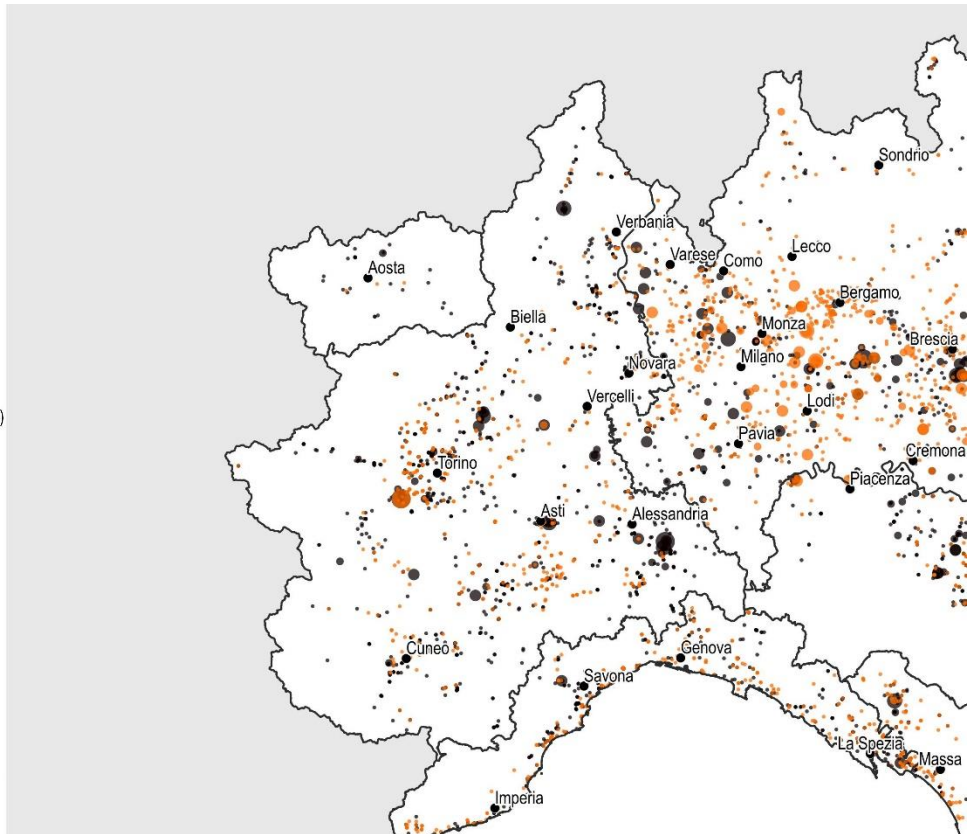 Sondrio
Verbania
Varese
Como
Lecco
Aosta
Bergamo
Biella
Monza
Brescia
Milano
Novara
Vercelli
Lodi
)
Pavia
Torino
Cremona
Piacenza
Asti
Alessandria
Cuneo
Genova
Savona
La Spezia
Massa
Imperia